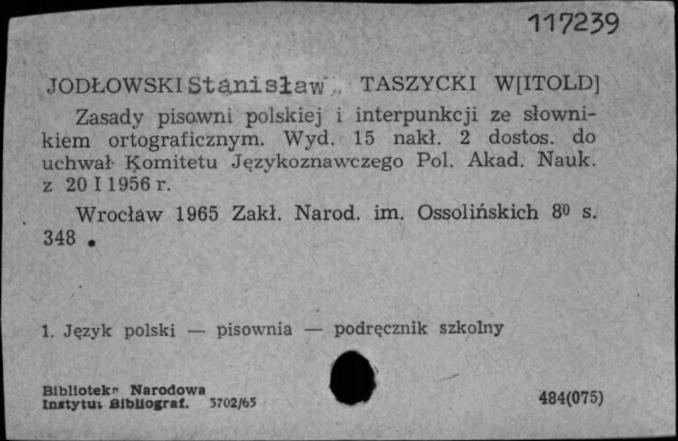 117239
JODŁOWSKI Stanisław, TASZYCKI W[ITOLD]
Zasady pisowni polskiej i interpunkcji ze słowni-
kiem ortograficznym. Wyd. 15 nakł. 2 dostos. do
uchwał Komitetu Językoznawczego Pol. Akad. Nauk.
z 20 I 1956 r.
Wrocław 1965 Zakł. Narod. im. Ossolińskich 8⁰ s.
348 .
1. Język polski — pisownia — podręcznik szkolny
Biblioteka Narodowa
Instytut Bibliograf. 3702/65
484(075)